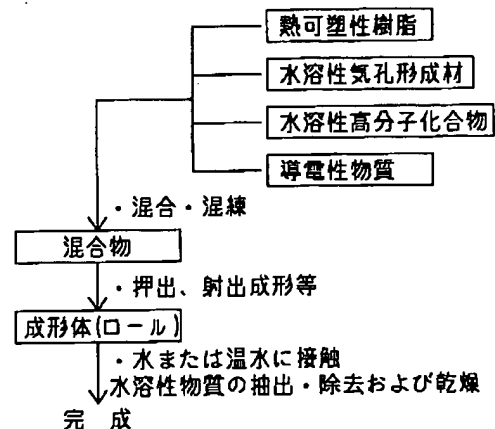 熱可塑性樹脂
水溶性気孔形成材
水溶性高分子化合物
導電性物質
・混合・混練
混合物
・押出、射出成形等
成形体(ロール)
・水または温水に接触
水溶性物質の抽出・除去および乾燥
完 成